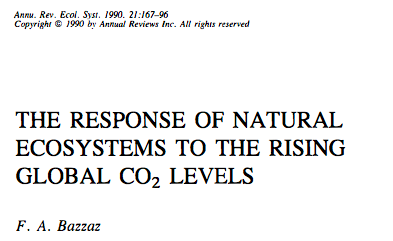 Annu. Rev. Ecol. Syst. 1990. 21:167–96
Copyright © 1990 by Annual Reviews Inc. All rights reserved
THE RESPONSE OF NATURAL
ECOSYSTEMS TO THE RISING
GLOBAL CO₂ LEVELS
F. A. Bazzaz